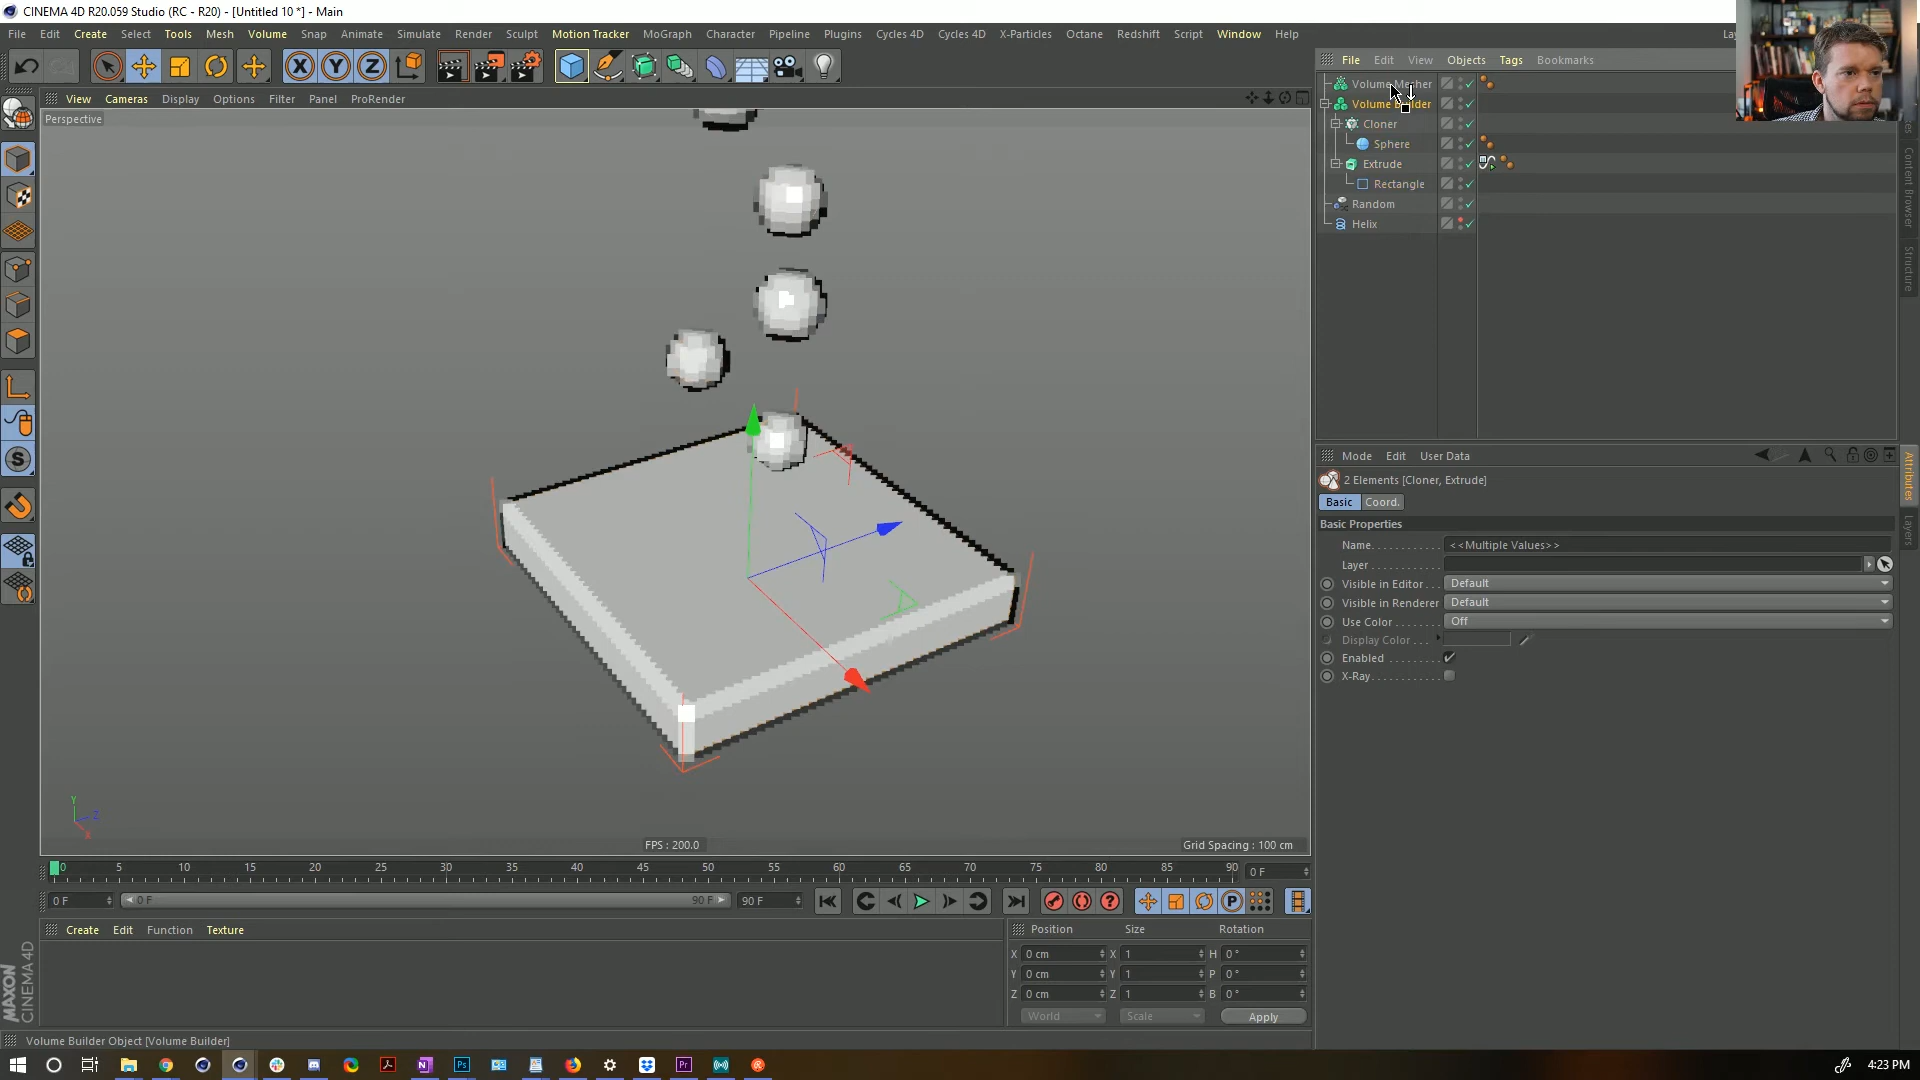 CINEMA 4D R20.059 Studio (RC - R20) - [Untitled 10 *] - Main
File Edit Create Select Tools Mesh Volume Snap Animate Simulate Render Sculpt Motion Tracker MoGraph Character Pipeline Plugins Cycles 4D Cycles 4D X-Particles Octane Redshift Script Window Help
X Y Z
File Edit View Objects Tags Bookmarks
View Cameras Display Options Filter Panel ProRender
Perspective
Volume Mesher
Volume Builder
Cloner
Sphere
Extrude
Rectangle
Random
Helix
Content Browser
Structure
Mode Edit User Data
2 Elements [Cloner, Extrude]
Basic Coord.
Basic Properties
Name <<Multiple Values>>
Layer
Visible in Editor Default
Visible in Renderer Default
Use Color Off
Display Color
Enabled
X-Ray
Attributes
Layers
Y
Z
X
FPS : 200.0
Grid Spacing : 100 cm
0 5 10 15 20 25 30 35 40 45 50 55 60 65 70 75 80 85 90 0 F
0 F 0 F 90 F 90 F
Create Edit Function Texture
Position Size Rotation
X 0 cm X 1 H 0 °
Y 0 cm Y 1 P 0 °
Z 0 cm Z 1 B 0 °
World Scale Apply
MAXON
CINEMA 4D
Volume Builder Object [Volume Builder]
4:23 PM